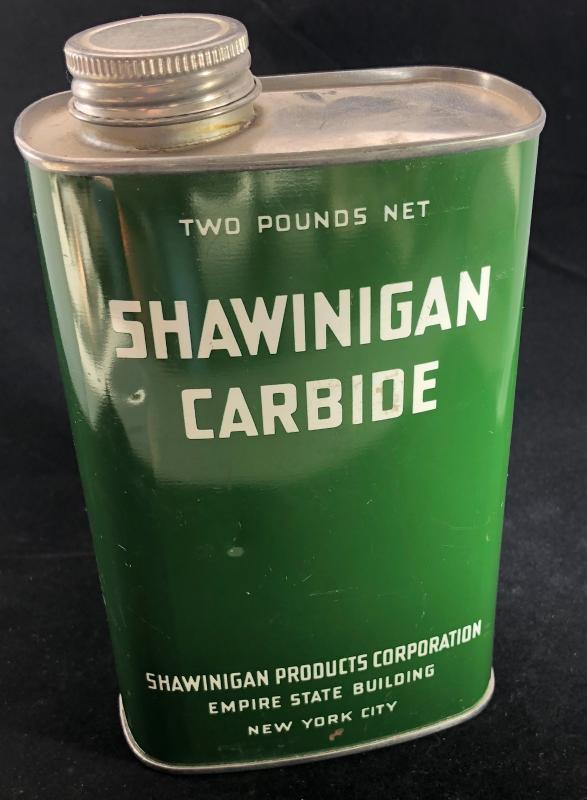 TWO POUNDS NET
SHAWINIGAN
CARBIDE
SHAWINIGAN PRODUCTS CORPORATION
EMPIRE STATE BUILDING
NEW YORK CITY